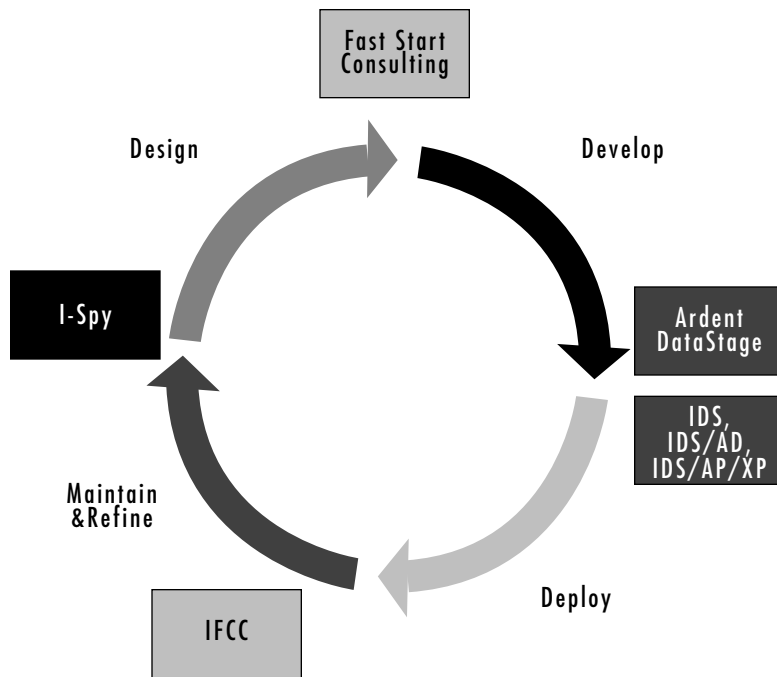 Fast Start
Consulting
Design
Develop
I-Spy
Ardent
DataStage
IDS,
IDS/AD,
IDS/AP/XP
Maintain
&Refine
Deploy
IFCC